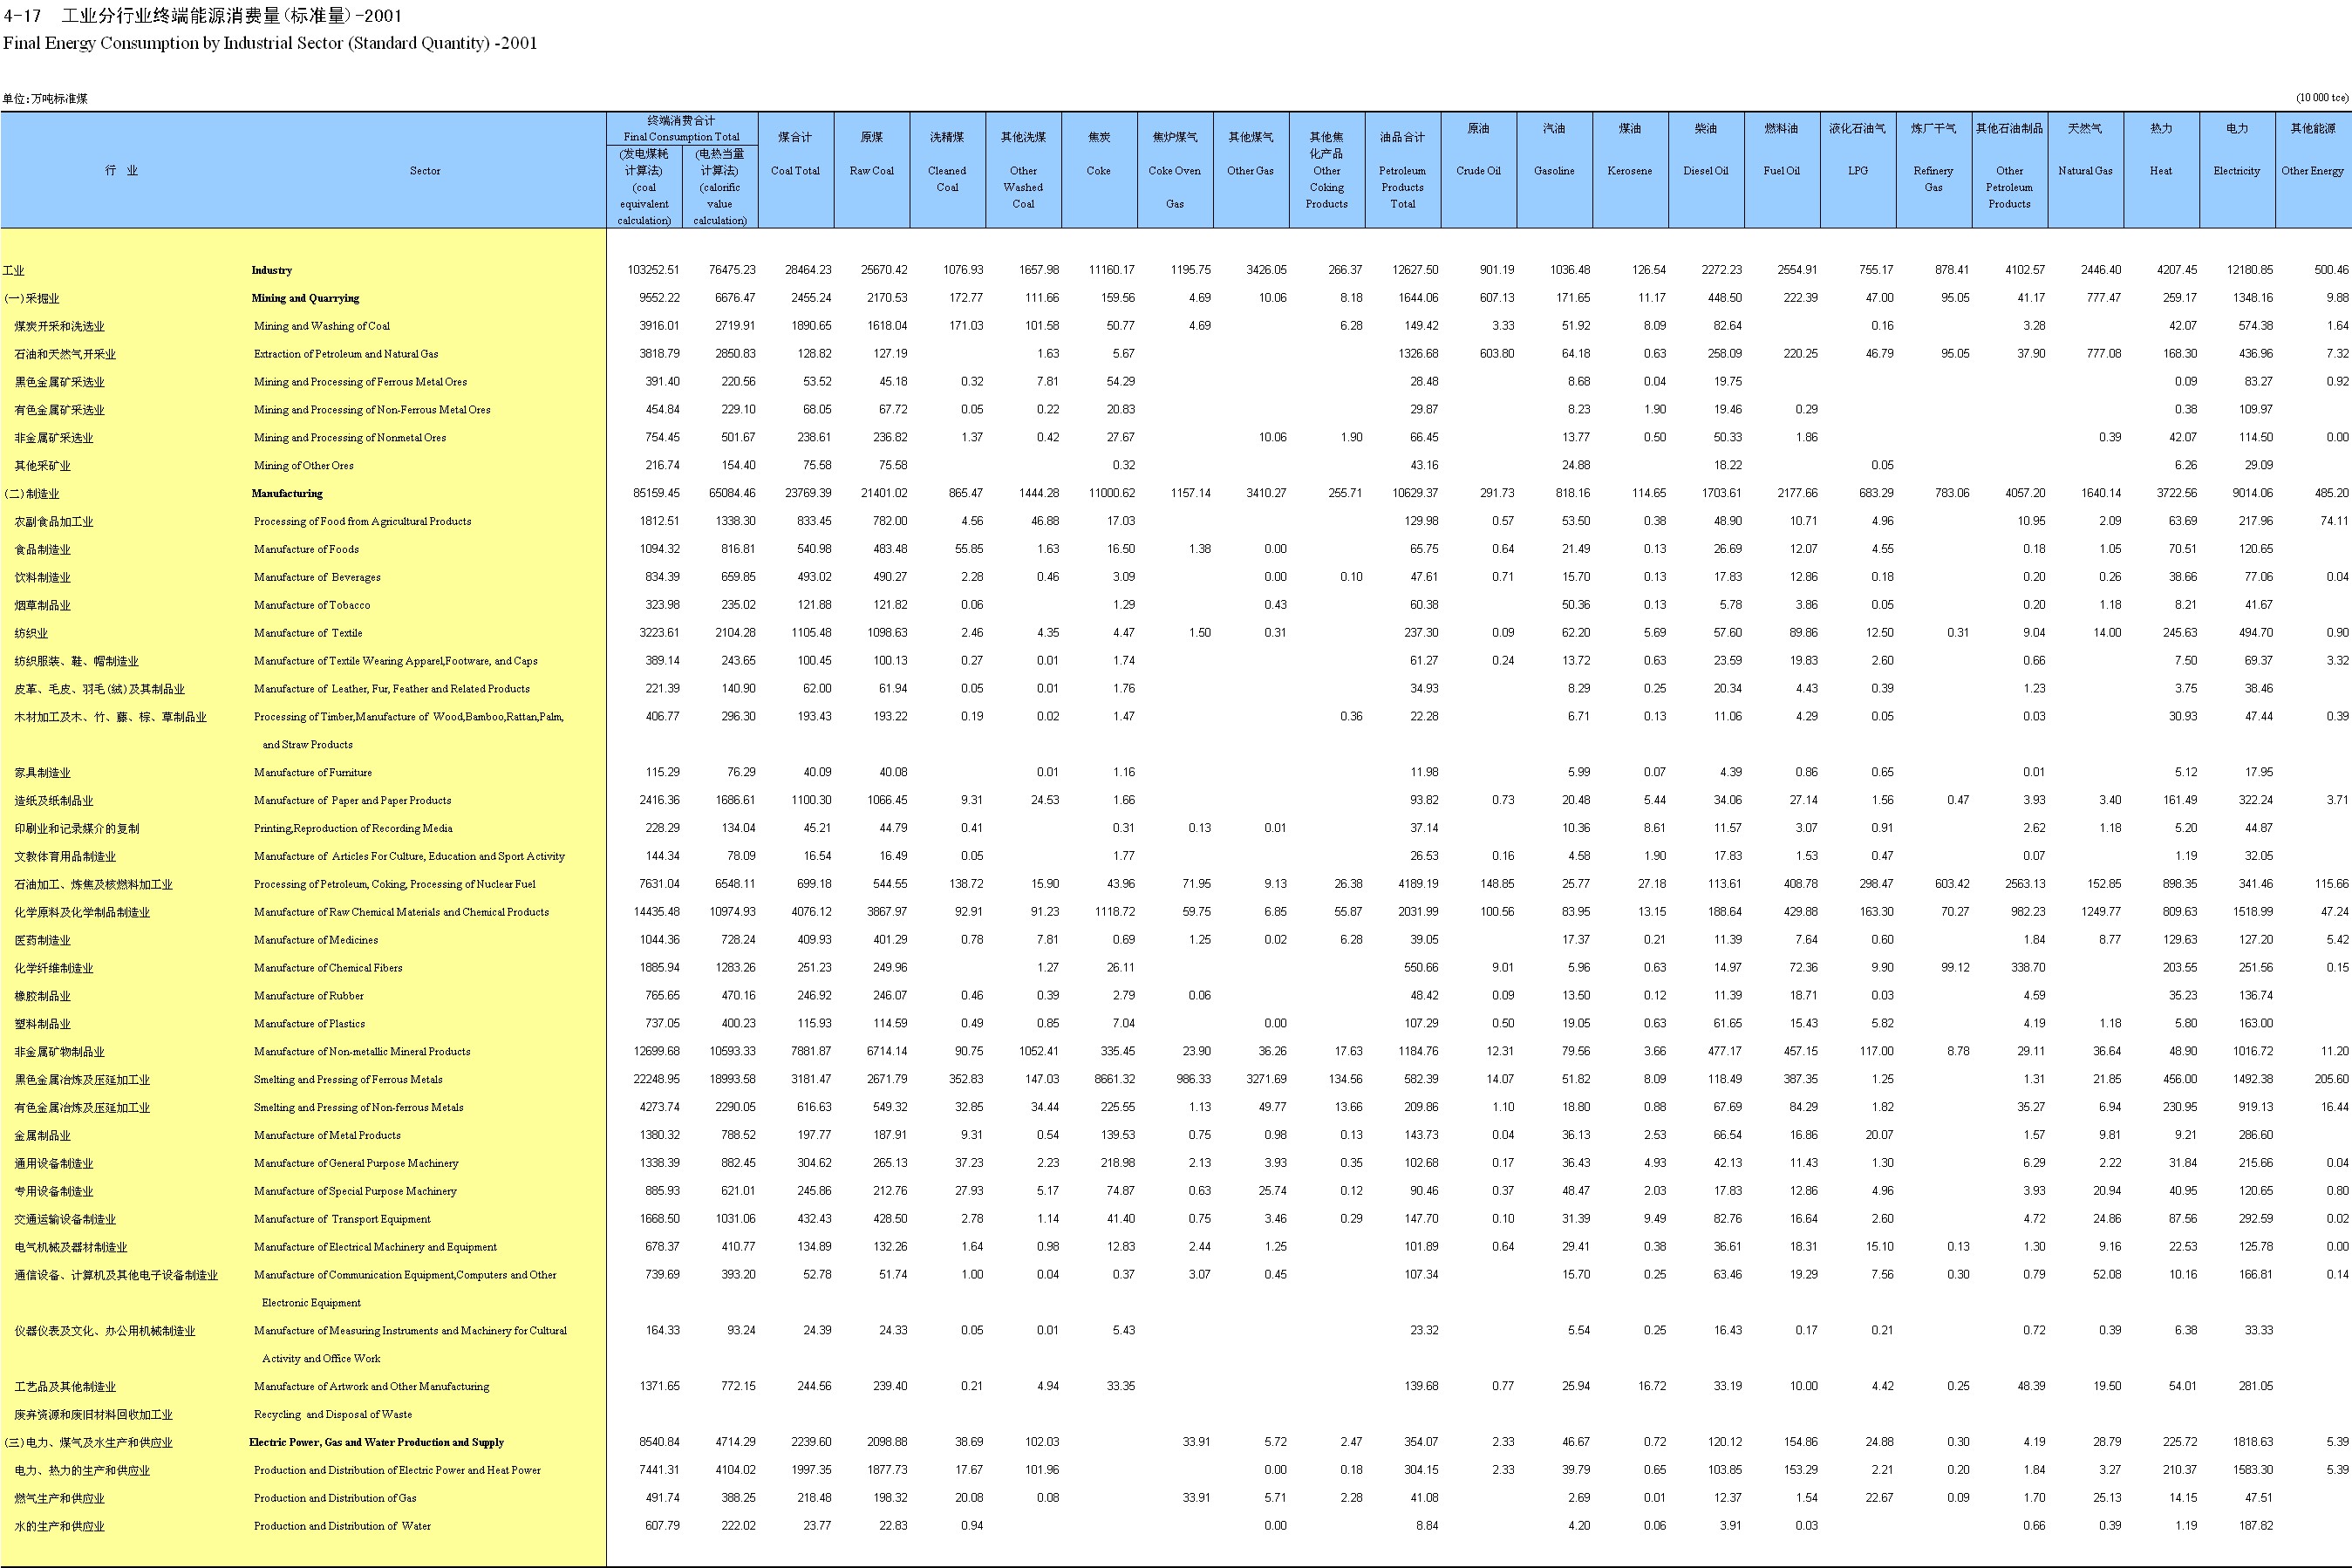 4-17 工业分行业终端能源消费量(标准量)-2001
Final Energy Consumption by Industrial Sector (Standard Quantity) -2001
单位:万吨标准煤 (10 000 tce)
行 业 Sector 终端消费合计 Final Consumption Total (发电煤耗计算法) (coal equivalent calculation) (电热当量计算法) (calorific value calculation) 煤合计 Coal Total 原煤 Raw Coal 洗精煤 Cleaned Coal 其他洗煤 Other Washed Coal 焦炭 Coke 焦炉煤气 Coke Oven Gas 其他煤气 Other Gas 其他焦化产品 Other Coking Products 油品合计 Petroleum Products Total 原油 Crude Oil 汽油 Gasoline 煤油 Kerosene 柴油 Diesel Oil 燃料油 Fuel Oil 液化石油气 LPG 炼厂干气 Refinery Gas 其他石油制品 Other Petroleum Products 天然气 Natural Gas 热力 Heat 电力 Electricity 其他能源 Other Energy
工业 Industry 103252.51 76475.23 28464.23 25670.42 1076.93 1657.98 11160.17 1195.75 3426.05 266.37 12627.50 901.19 1036.48 126.54 2272.23 2554.91 755.17 878.41 4102.57 2446.40 4207.45 12180.85 500.46
(一)采掘业 Mining and Quarrying 9552.22 6676.47 2455.24 2170.53 172.77 111.66 159.56 4.69 10.06 8.18 1644.06 607.13 171.65 11.17 448.50 222.39 47.00 95.05 41.17 777.47 259.17 1348.16 9.88
煤炭开采和洗选业 Mining and Washing of Coal 3916.01 2719.91 1890.65 1618.04 171.03 101.58 50.77 4.69 6.28 149.42 3.33 51.92 8.09 82.64 0.16 3.28 42.07 574.38 1.64
石油和天然气开采业 Extraction of Petroleum and Natural Gas 3818.79 2850.83 128.82 127.19 1.63 5.67 1326.68 603.80 64.18 0.63 258.09 220.25 46.79 95.05 37.90 777.08 168.30 436.96 7.32
黑色金属矿采选业 Mining and Processing of Ferrous Metal Ores 391.40 220.56 53.52 45.18 0.32 7.81 54.29 28.48 8.68 0.04 19.75 0.09 83.27 0.92
有色金属矿采选业 Mining and Processing of Non-Ferrous Metal Ores 454.84 229.10 68.05 67.72 0.05 0.22 20.83 29.87 8.23 1.90 19.46 0.29 0.38 109.97
非金属矿采选业 Mining and Processing of Nonmetal Ores 754.45 501.67 238.61 236.82 1.37 0.42 27.67 10.06 1.90 66.45 13.77 0.50 50.33 1.86 0.39 42.07 114.50 0.00
其他采矿业 Mining of Other Ores 216.74 154.40 75.58 75.58 0.32 43.16 24.88 18.22 0.05 6.26 29.09
(二)制造业 Manufacturing 85159.45 65084.46 23769.39 21401.02 865.47 1444.28 11000.62 1157.14 3410.27 255.71 10629.37 291.73 818.16 114.65 1703.61 2177.66 683.29 783.06 4057.20 1640.14 3722.56 9014.06 485.20
农副食品加工业 Processing of Food from Agricultural Products 1812.51 1338.30 833.45 782.00 4.56 46.88 17.03 129.98 0.57 53.50 0.38 48.90 10.71 4.96 10.95 2.09 63.69 217.96 74.11
食品制造业 Manufacture of Foods 1094.32 816.81 540.98 483.48 55.85 1.63 16.50 1.38 0.00 65.75 0.64 21.49 0.13 26.69 12.07 4.55 0.18 1.05 70.51 120.65
饮料制造业 Manufacture of Beverages 834.39 659.85 493.02 490.27 2.28 0.46 3.09 0.00 0.10 47.61 0.71 15.70 0.13 17.83 12.86 0.18 0.20 0.26 38.66 77.06 0.04
烟草制品业 Manufacture of Tobacco 323.98 235.02 121.88 121.82 0.06 1.29 0.43 60.38 50.36 0.13 5.78 3.86 0.05 0.20 1.18 8.21 41.67
纺织业 Manufacture of Textile 3223.61 2104.28 1105.48 1098.63 2.46 4.35 4.47 1.50 0.31 237.30 0.09 62.20 5.69 57.60 89.86 12.50 0.31 9.04 14.00 245.63 494.70 0.90
纺织服装、鞋、帽制造业 Manufacture of Textile Wearing Apparel,Footware, and Caps 389.14 243.65 100.45 100.13 0.27 0.01 1.74 61.27 0.24 13.72 0.63 23.59 19.83 2.60 0.66 7.50 69.37 3.32
皮革、毛皮、羽毛(绒)及其制品业 Manufacture of Leather, Fur, Feather and Related Products 221.39 140.90 62.00 61.94 0.05 0.01 1.76 34.93 8.29 0.25 20.34 4.43 0.39 1.23 3.75 38.46
木材加工及木、竹、藤、棕、草制品业 Processing of Timber,Manufacture of Wood,Bamboo,Rattan,Palm, 406.77 296.30 193.43 193.22 0.19 0.02 1.47 0.36 22.28 6.71 0.13 11.06 4.29 0.05 0.03 30.93 47.44 0.39
and Straw Products
家具制造业 Manufacture of Furniture 115.29 76.29 40.09 40.08 0.01 1.16 11.98 5.99 0.07 4.39 0.86 0.65 0.01 5.12 17.95
造纸及纸制品业 Manufacture of Paper and Paper Products 2416.36 1686.61 1100.30 1066.45 9.31 24.53 1.66 93.82 0.73 20.48 5.44 34.06 27.14 1.56 0.47 3.93 3.40 161.49 322.24 3.71
印刷业和记录媒介的复制 Printing,Reproduction of Recording Media 228.29 134.04 45.21 44.79 0.41 0.31 0.13 0.01 37.14 10.36 8.61 11.57 3.07 0.91 2.62 1.18 5.20 44.87
文教体育用品制造业 Manufacture of Articles For Culture, Education and Sport Activity 144.34 78.09 16.54 16.49 0.05 1.77 26.53 0.16 4.58 1.90 17.83 1.53 0.47 0.07 1.19 32.05
石油加工、炼焦及核燃料加工业 Processing of Petroleum, Coking, Processing of Nuclear Fuel 7631.04 6548.11 699.18 544.55 138.72 15.90 43.96 71.95 9.13 26.38 4189.19 148.85 25.77 27.18 113.61 408.78 298.47 603.42 2563.13 152.85 898.35 341.46 115.66
化学原料及化学制品制造业 Manufacture of Raw Chemical Materials and Chemical Products 14435.48 10974.93 4076.12 3867.97 92.91 91.23 1118.72 59.75 6.85 55.87 2031.99 100.56 83.95 13.15 188.64 429.88 163.30 70.27 982.23 1249.77 809.63 1518.99 47.24
医药制造业 Manufacture of Medicines 1044.36 728.24 409.93 401.29 0.78 7.81 0.69 1.25 0.02 6.28 39.05 17.37 0.21 11.39 7.64 0.60 1.84 8.77 129.63 127.20 5.42
化学纤维制造业 Manufacture of Chemical Fibers 1885.94 1283.26 251.23 249.96 1.27 26.11 550.66 9.01 5.96 0.63 14.97 72.36 9.90 99.12 338.70 203.55 251.56 0.15
橡胶制品业 Manufacture of Rubber 765.65 470.16 246.92 246.07 0.46 0.39 2.79 0.06 48.42 0.09 13.50 0.12 11.39 18.71 0.03 4.59 35.23 136.74
塑料制品业 Manufacture of Plastics 737.05 400.23 115.93 114.59 0.49 0.85 7.04 0.00 107.29 0.50 19.05 0.63 61.65 15.43 5.82 4.19 1.18 5.80 163.00
非金属矿物制品业 Manufacture of Non-metallic Mineral Products 12699.68 10593.33 7881.87 6714.14 90.75 1052.41 335.45 23.90 36.26 17.63 1184.76 12.31 79.56 3.66 477.17 457.15 117.00 8.78 29.11 36.64 48.90 1016.72 11.20
黑色金属冶炼及压延加工业 Smelting and Pressing of Ferrous Metals 22248.95 18993.58 3181.47 2671.79 352.83 147.03 8661.32 986.33 3271.69 134.56 582.39 14.07 51.82 8.09 118.49 387.35 1.25 1.31 21.85 456.00 1492.38 205.60
有色金属冶炼及压延加工业 Smelting and Pressing of Non-ferrous Metals 4273.74 2290.05 616.63 549.32 32.85 34.44 225.55 1.13 49.77 13.66 209.86 1.10 18.80 0.88 67.69 84.29 1.82 35.27 6.94 230.95 919.13 16.44
金属制品业 Manufacture of Metal Products 1380.32 788.52 197.77 187.91 9.31 0.54 139.53 0.75 0.98 0.13 143.73 0.04 36.13 2.53 66.54 16.86 20.07 1.57 9.81 9.21 286.60
通用设备制造业 Manufacture of General Purpose Machinery 1338.39 882.45 304.62 265.13 37.23 2.23 218.98 2.13 3.93 0.35 102.68 0.17 36.43 4.93 42.13 11.43 1.30 6.29 2.22 31.84 215.66 0.04
专用设备制造业 Manufacture of Special Purpose Machinery 885.93 621.01 245.86 212.76 27.93 5.17 74.87 0.63 25.74 0.12 90.46 0.37 48.47 2.03 17.83 12.86 4.96 3.93 20.94 40.95 120.65 0.80
交通运输设备制造业 Manufacture of Transport Equipment 1668.50 1031.06 432.43 428.50 2.78 1.14 41.40 0.75 3.46 0.29 147.70 0.10 31.39 9.49 82.76 16.64 2.60 4.72 24.86 87.56 292.59 0.02
电气机械及器材制造业 Manufacture of Electrical Machinery and Equipment 678.37 410.77 134.89 132.26 1.64 0.98 12.83 2.44 1.25 101.89 0.64 29.41 0.38 36.61 18.31 15.10 0.13 1.30 9.16 22.53 125.78 0.00
通信设备、计算机及其他电子设备制造业 Manufacture of Communication Equipment,Computers and Other 739.69 393.20 52.78 51.74 1.00 0.04 0.37 3.07 0.45 107.34 15.70 0.25 63.46 19.29 7.56 0.30 0.79 52.08 10.16 166.81 0.14
Electronic Equipment
仪器仪表及文化、办公用机械制造业 Manufacture of Measuring Instruments and Machinery for Cultural 164.33 93.24 24.39 24.33 0.05 0.01 5.43 23.32 5.54 0.25 16.43 0.17 0.21 0.72 0.39 6.38 33.33
Activity and Office Work
工艺品及其他制造业 Manufacture of Artwork and Other Manufacturing 1371.65 772.15 244.56 239.40 0.21 4.94 33.35 139.68 0.77 25.94 16.72 33.19 10.00 4.42 0.25 48.39 19.50 54.01 281.05
废弃资源和废旧材料回收加工业 Recycling and Disposal of Waste
(三)电力、煤气及水生产和供应业 Electric Power, Gas and Water Production and Supply 8540.84 4714.29 2239.60 2098.88 38.69 102.03 33.91 5.72 2.47 354.07 2.33 46.67 0.72 120.12 154.86 24.88 0.30 4.19 28.79 225.72 1818.63 5.39
电力、热力的生产和供应业 Production and Distribution of Electric Power and Heat Power 7441.31 4104.02 1997.35 1877.73 17.67 101.96 0.00 0.18 304.15 2.33 39.79 0.65 103.85 153.29 2.21 0.20 1.84 3.27 210.37 1583.30 5.39
燃气生产和供应业 Production and Distribution of Gas 491.74 388.25 218.48 198.32 20.08 0.08 33.91 5.71 2.28 41.08 2.69 0.01 12.37 1.54 22.67 0.09 1.70 25.13 14.15 47.51
水的生产和供应业 Production and Distribution of Water 607.79 222.02 23.77 22.83 0.94 0.00 8.84 4.20 0.06 3.91 0.03 0.66 0.39 1.19 187.82